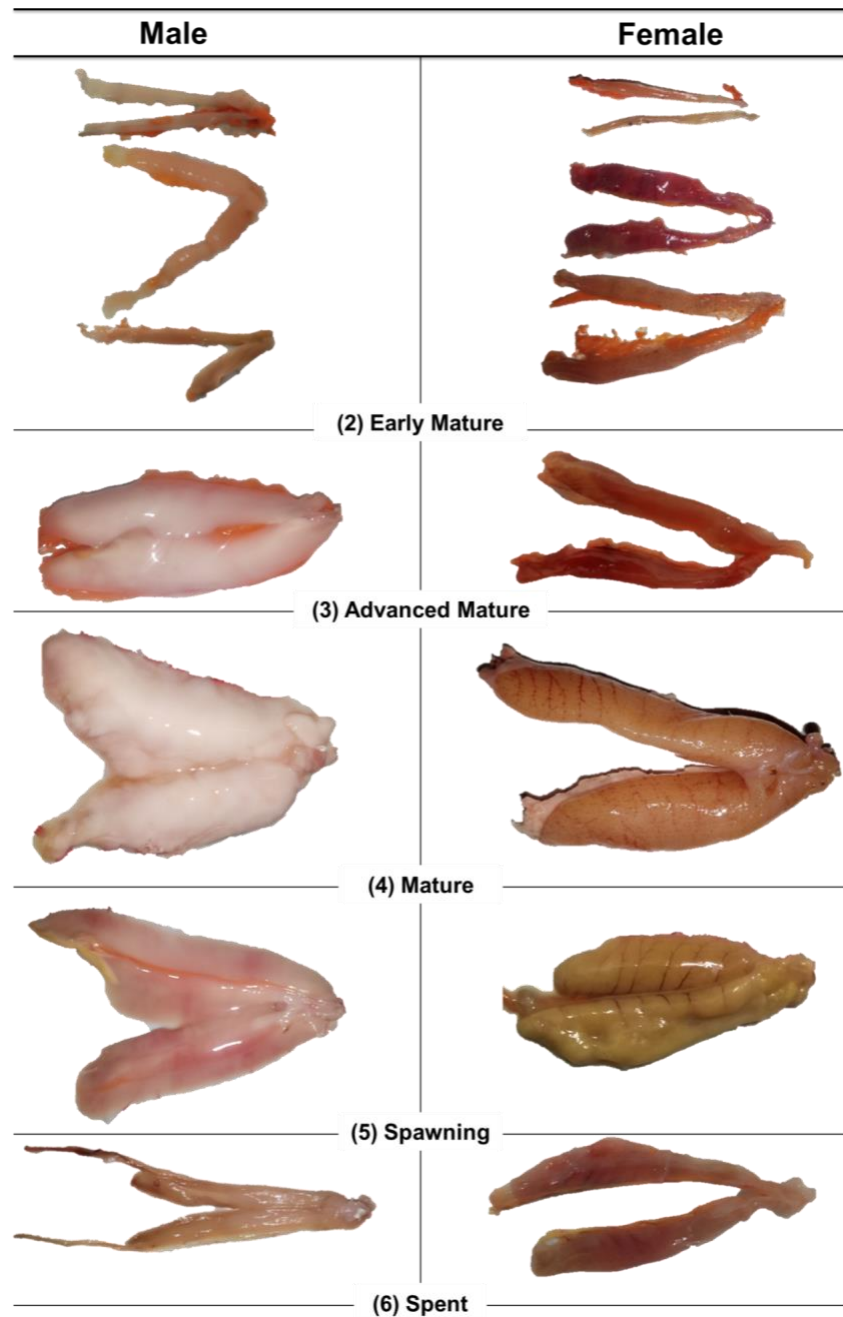 Male
Female
(2) Early Mature
(3) Advanced Mature
(4) Mature
(5) Spawning
(6) Spent